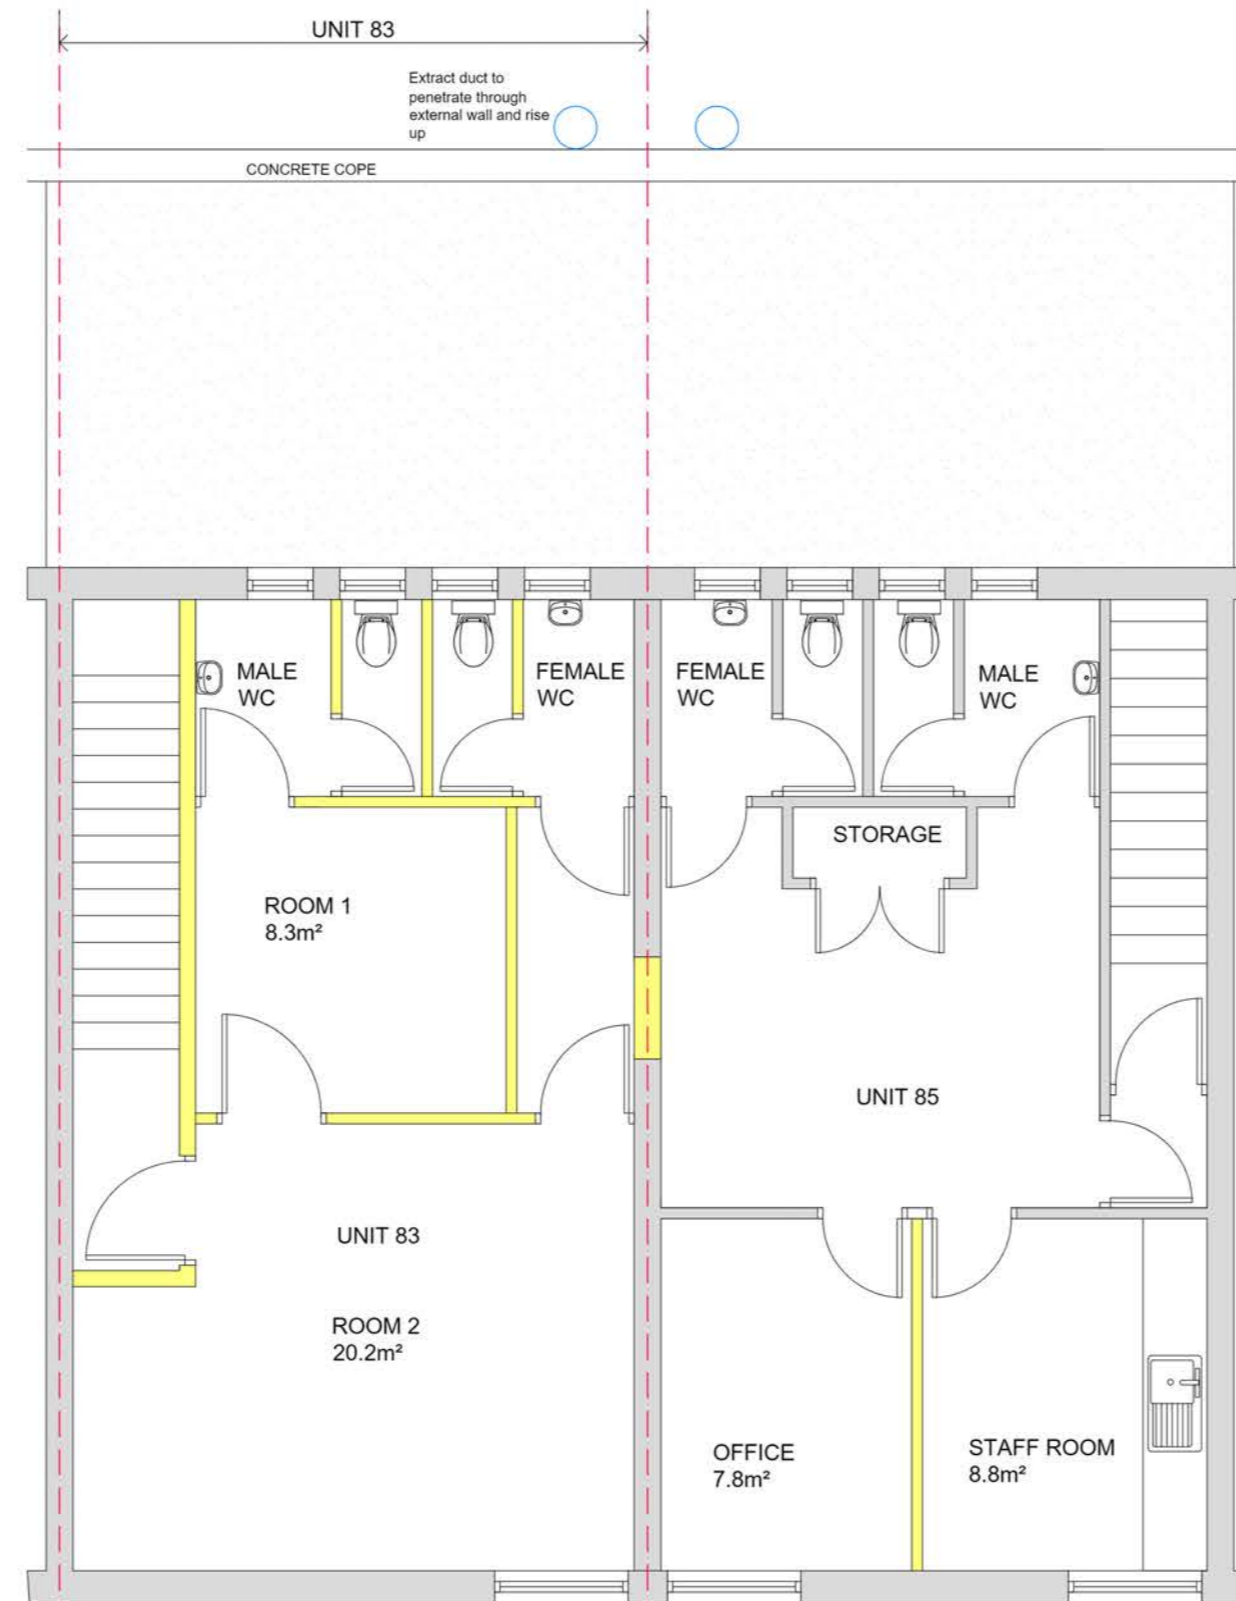 UNIT 83
Extract duct to
penetrate through
external wall and rise
up
CONCRETE COPE
MALE
WC
FEMALE
WC
FEMALE
WC
MALE
WC
STORAGE
ROOM 1
8.3m²
UNIT 85
UNIT 83
ROOM 2
20.2m²
OFFICE
7.8m²
STAFF ROOM
8.8m²